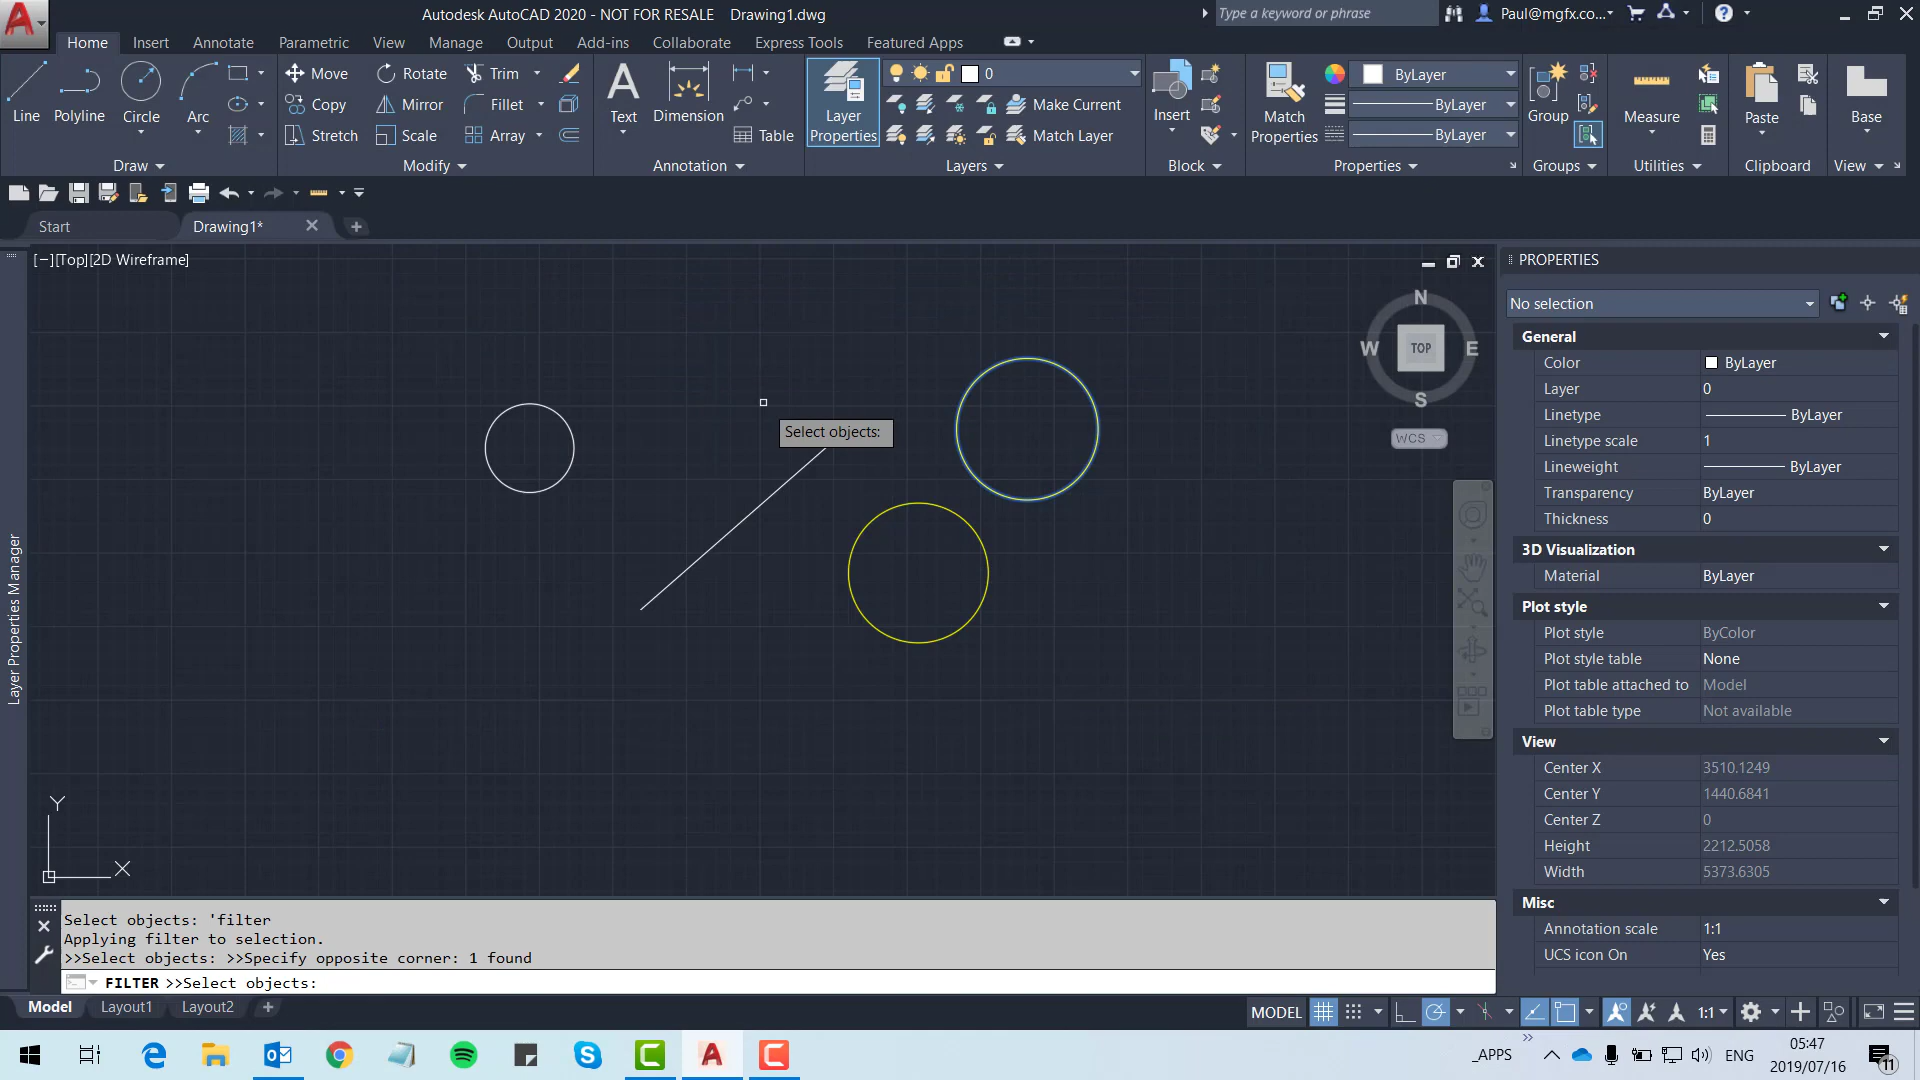 Autodesk AutoCAD 2020 - NOT FOR RESALE    Drawing1.dwg
Type a keyword or phrase
Paul@mgfx.co...
Home Insert Annotate Parametric View Manage Output Add-ins Collaborate Express Tools Featured Apps
Line
Polyline
Circle
Arc
Draw
Move Rotate Trim
Copy Mirror Fillet
Stretch Scale Array
Modify
Text
Dimension
Table
Annotation
Layer
Properties
0
Make Current
Match Layer
Layers
Insert
Block
Match
Properties
ByLayer
ByLayer
ByLayer
Properties
Group
Groups
Measure
Utilities
Paste
Clipboard
Base
View
Start
Drawing1*
[−][Top][2D Wireframe]
N
W TOP E
S
WCS
Select objects:
Layer Properties Manager
Y
X
PROPERTIES
No selection
General
Color ByLayer
Layer 0
Linetype ByLayer
Linetype scale 1
Lineweight ByLayer
Transparency ByLayer
Thickness 0
3D Visualization
Material ByLayer
Plot style
Plot style ByColor
Plot style table None
Plot table attached to Model
Plot table type Not available
View
Center X 3510.1249
Center Y 1440.6841
Center Z 0
Height 2212.5058
Width 5373.6305
Misc
Annotation scale 1:1
UCS icon On Yes
Select objects: 'filter
Applying filter to selection.
>>Select objects: >>Specify opposite corner: 1 found
FILTER >>Select objects:
Model Layout1 Layout2
MODEL
1:1
_APPS
ENG
05:47
2019/07/16
11